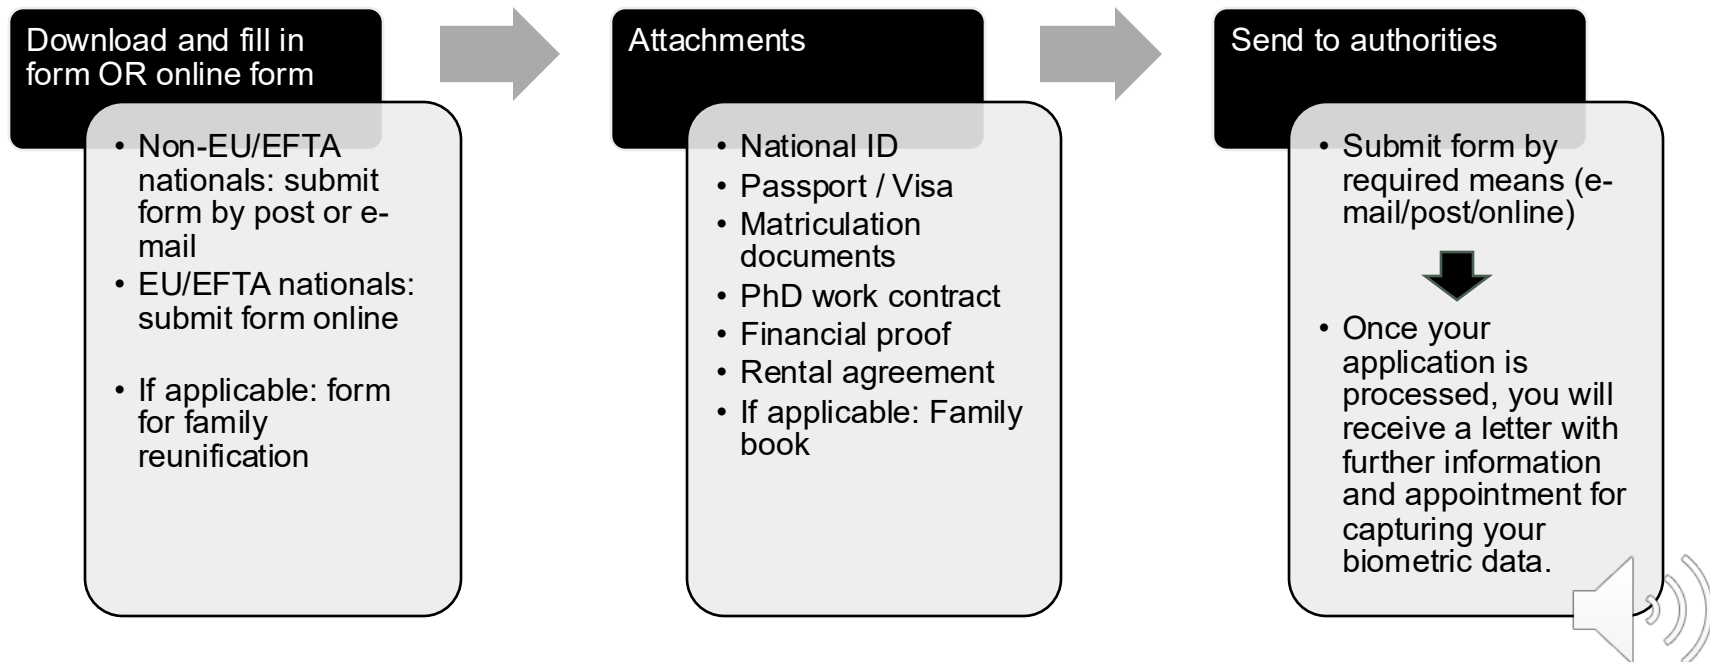 Download and fill in
form OR online form
• Non-EU/EFTA
nationals: submit
form by post or e-
mail
• EU/EFTA nationals:
submit form online
• If applicable: form
for family
reunification
Attachments
• National ID
• Passport / Visa
• Matriculation
documents
• PhD work contract
• Financial proof
• Rental agreement
• If applicable: Family
book
Send to authorities
• Submit form by
required means (e-
mail/post/online)
• Once your
application is
processed, you will
receive a letter with
further information
and appointment for
capturing your
biometric data.